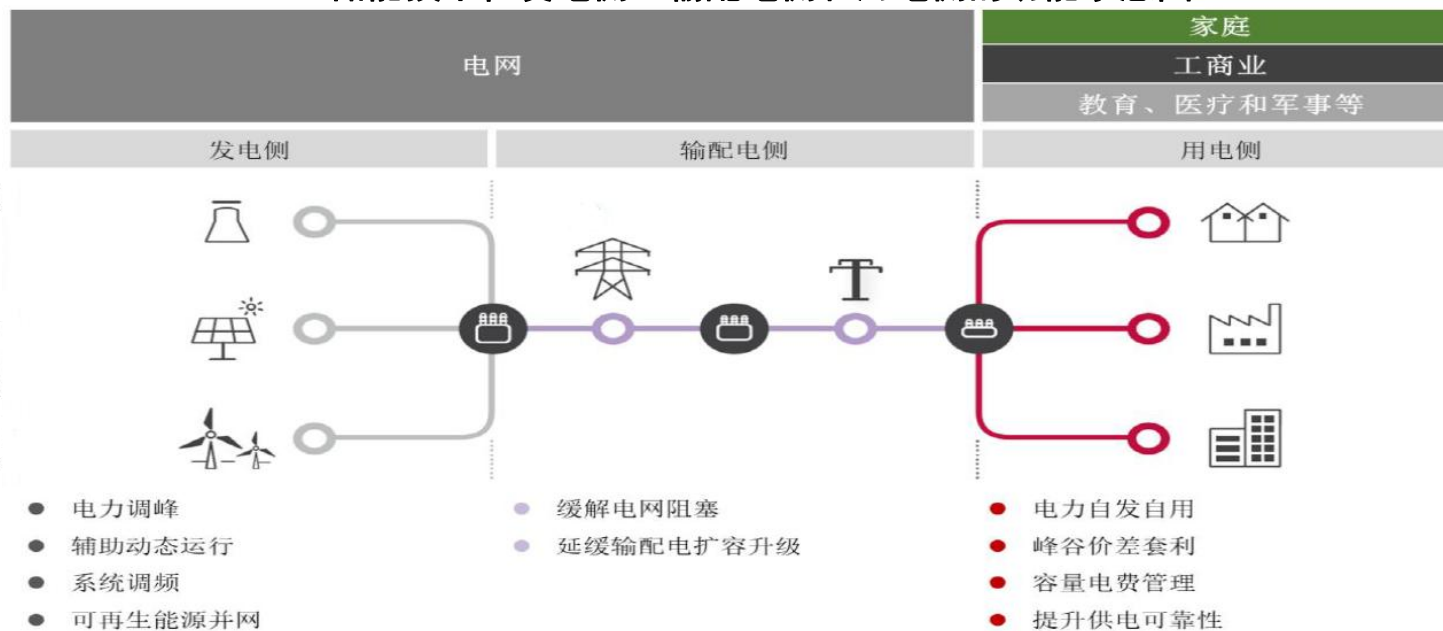 电网
家庭
工商业
教育、医疗和军事等
发电侧
输配电侧
用电侧
电力调峰
辅助动态运行
系统调频
可再生能源并网
缓解电网阻塞
延缓输配电扩容升级
电力自发自用
峰谷价差套利
容量电费管理
提升供电可靠性